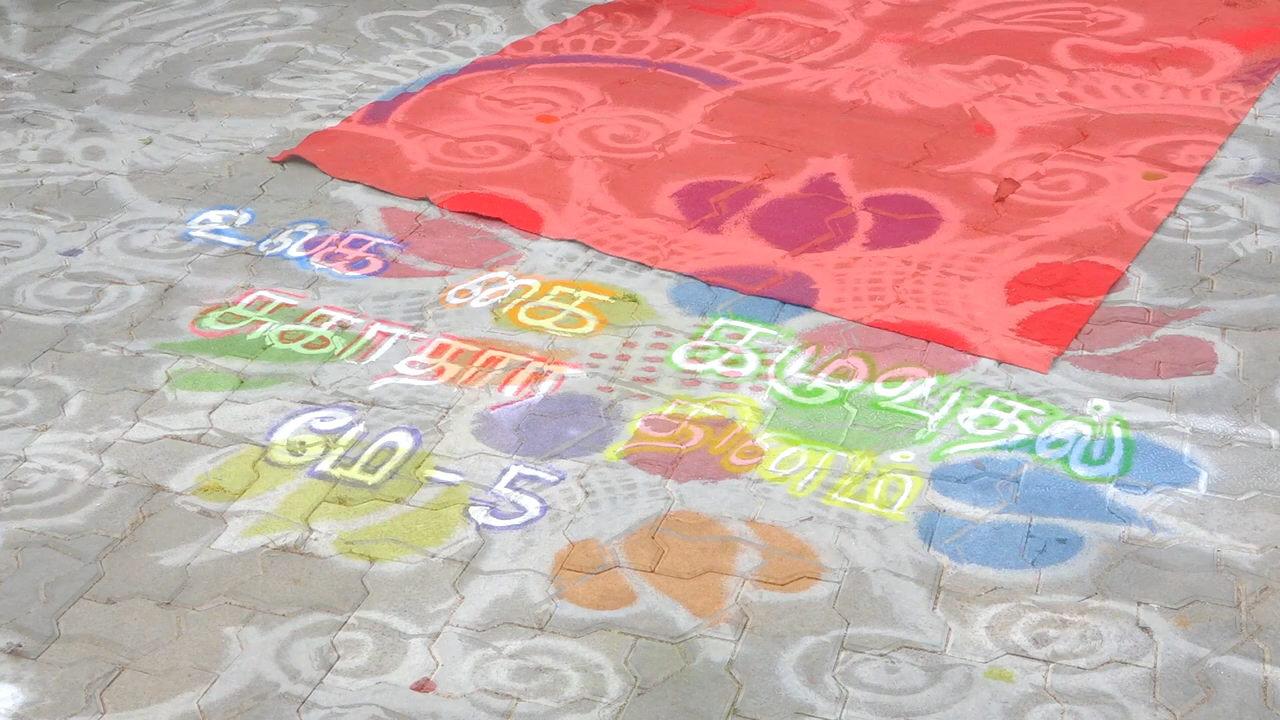 உலக கை கழுவுதல்
சுகாதார தினம்
மே - 5